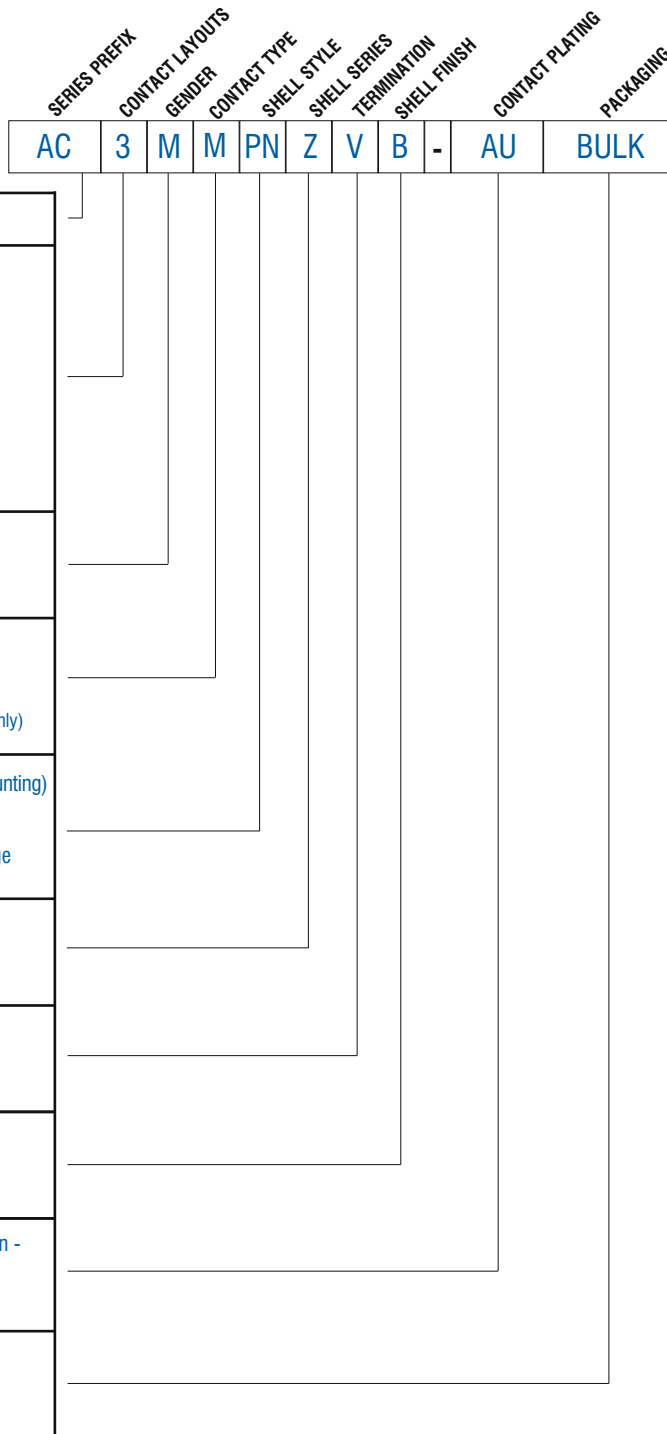 SERIES PREFIX
CONTACT LAYOUTS
GENDER
CONTACT TYPE
SHELL STYLE
SHELL SERIES
TERMINATION
SHELL FINISH
CONTACT PLATING
PACKAGING
AC 3 M M PN Z V B - AU BULK
nly)
unting)
ge
n -